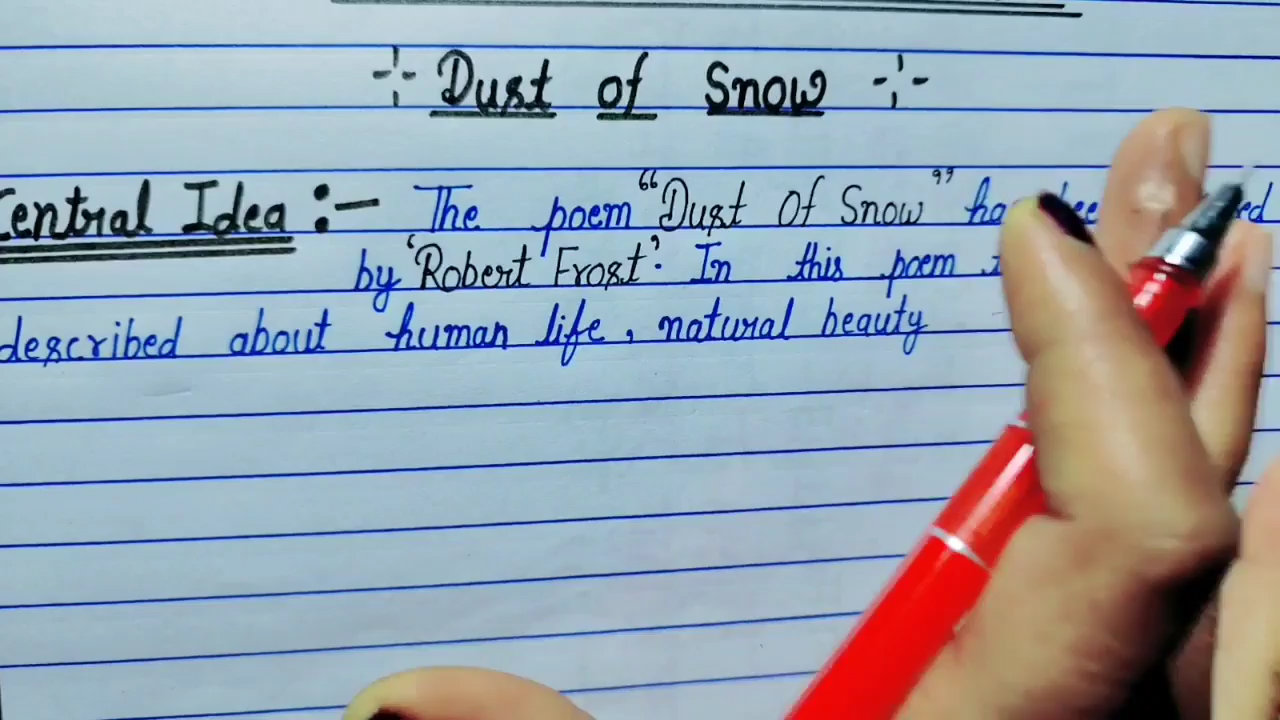 Dust of Snow
Central Idea :- The poem “Dust Of Snow”
by ‘Robert Frost’. In this poem
described about human life, natural beauty